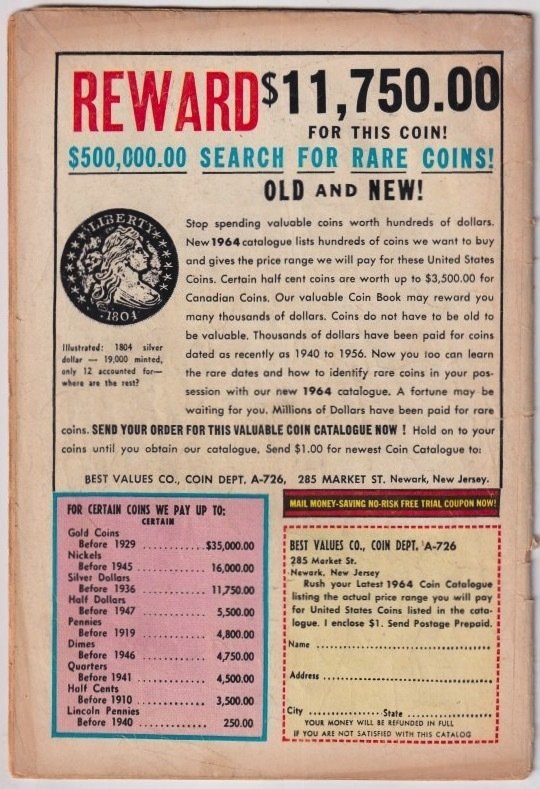 REWARD $11,750.00
FOR THIS COIN!
$500,000.00 SEARCH FOR RARE COINS!
OLD AND NEW!
LIBERTY
1804
Illustrated: 1804 silver
dollar — 19,000 minted,
only 12 accounted for—
where are the rest?
Stop spending valuable coins worth hundreds of dollars.
New 1964 catalogue lists hundreds of coins we want to buy
and gives the price range we will pay for these United States
Coins. Certain half cent coins are worth up to $3,500.00 for
Canadian Coins. Our valuable Coin Book may reward you
many thousands of dollars. Coins do not have to be old to
be valuable. Thousands of dollars have been paid for coins
dated as recently as 1940 to 1956. Now you too can learn
the rare dates and how to identify rare coins in your pos-
session with our new 1964 catalogue. A fortune may be
waiting for you. Millions of Dollars have been paid for rare
coins. SEND YOUR ORDER FOR THIS VALUABLE COIN CATALOGUE NOW ! Hold on to your
coins until you obtain our catalogue. Send $1.00 for newest Coin Catalogue to:
BEST VALUES CO., COIN DEPT. A-726, 285 MARKET ST. Newark, New Jersey.
FOR CERTAIN COINS WE PAY UP TO:
CERTAIN
Gold Coins
Before 1929 ............ $35,000.00
Nickels
Before 1945 ............ 16,000.00
Silver Dollars
Before 1936 ............ 11,750.00
Half Dollars
Before 1947 ............ 5,500.00
Pennies
Before 1919 ............ 4,800.00
Dimes
Before 1946 ............ 4,750.00
Quarters
Before 1941 ............ 4,500.00
Half Cents
Before 1910 ............ 3,500.00
Lincoln Pennies
Before 1940 ............ 250.00
MAIL MONEY-SAVING NO-RISK FREE TRIAL COUPON NOW!
BEST VALUES CO., COIN DEPT. A-726
285 Market St.
Newark, New Jersey
Rush your Latest 1964 Coin Catalogue
listing the actual price range you will pay
for United States Coins listed in the cata-
logue. I enclose $1. Send Postage Prepaid.
Name ............
Address ............
City ............ State ............
YOUR MONEY WILL BE REFUNDED IN FULL
IF YOU ARE NOT SATISFIED WITH THIS CATALOG